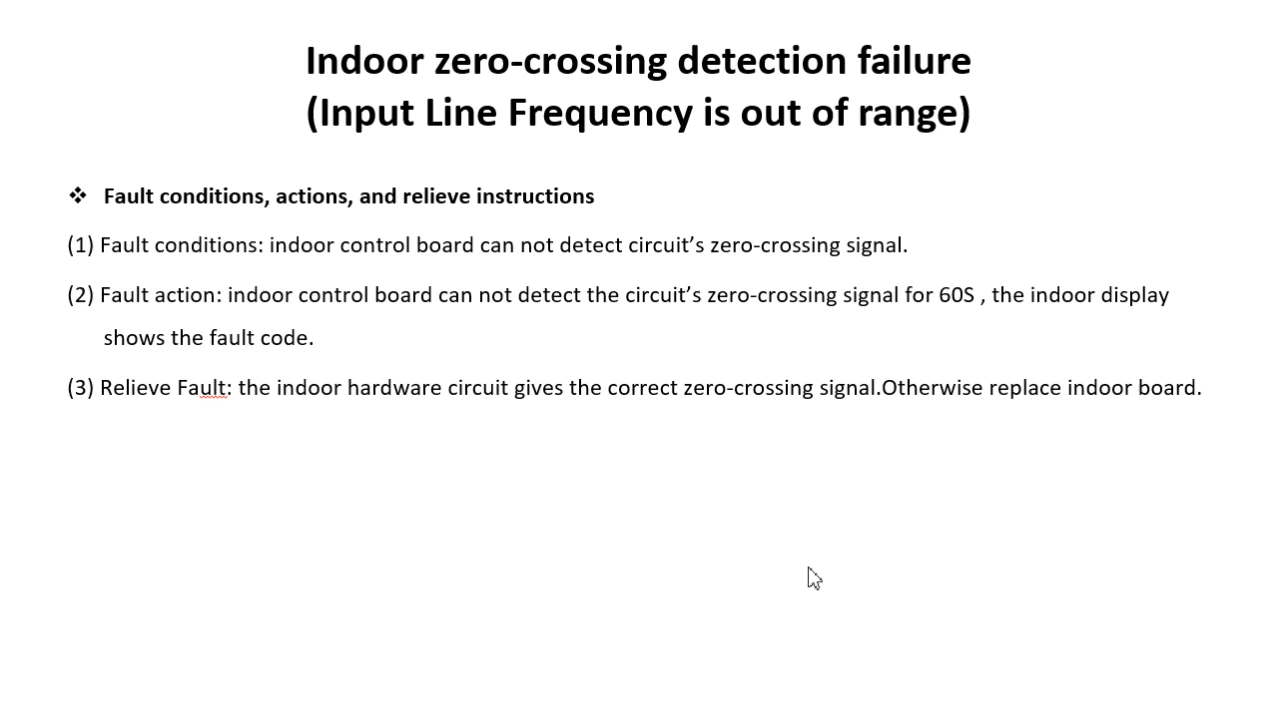 Indoor zero-crossing detection failure
(Input Line Frequency is out of range)
❖ Fault conditions, actions, and relieve instructions
(1) Fault conditions: indoor control board can not detect circuit’s zero-crossing signal.
(2) Fault action: indoor control board can not detect the circuit’s zero-crossing signal for 60S , the indoor display
shows the fault code.
(3) Relieve Fault: the indoor hardware circuit gives the correct zero-crossing signal.Otherwise replace indoor board.